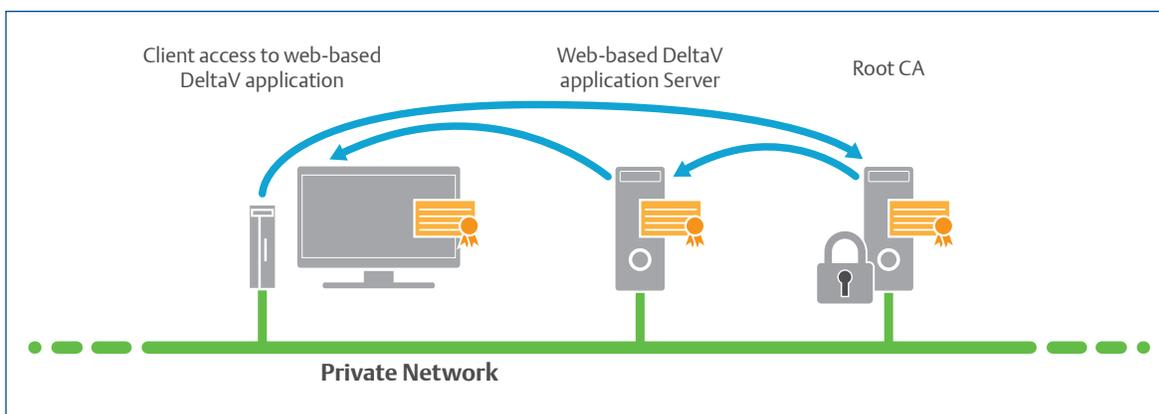 Client access to web-based
DeltaV application
Web-based DeltaV
application Server
Root CA
Private Network